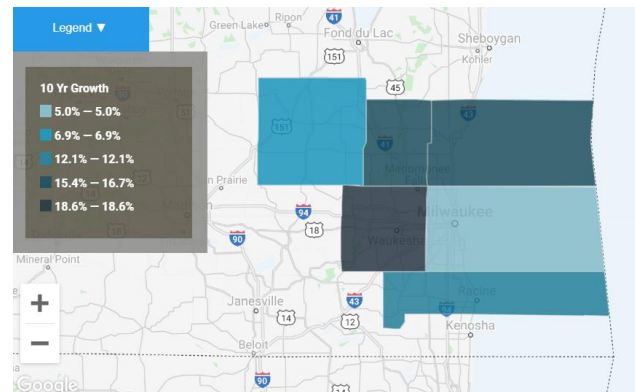 Legend ▼
10 Yr Growth
5.0% — 5.0%
6.9% — 6.9%
12.1% — 12.1%
15.4% — 16.7%
18.6% — 18.6%
Green Lake
Ripon
41
Fond du Lac
Sheboygan
Kohler
151
45
151
41
43
Prairie
94
18
90
Milwaukee
Waukesha
Mineral Point
Janesville
43
14
12
Racine
Kenosha
Beloit
90
+
−
Google